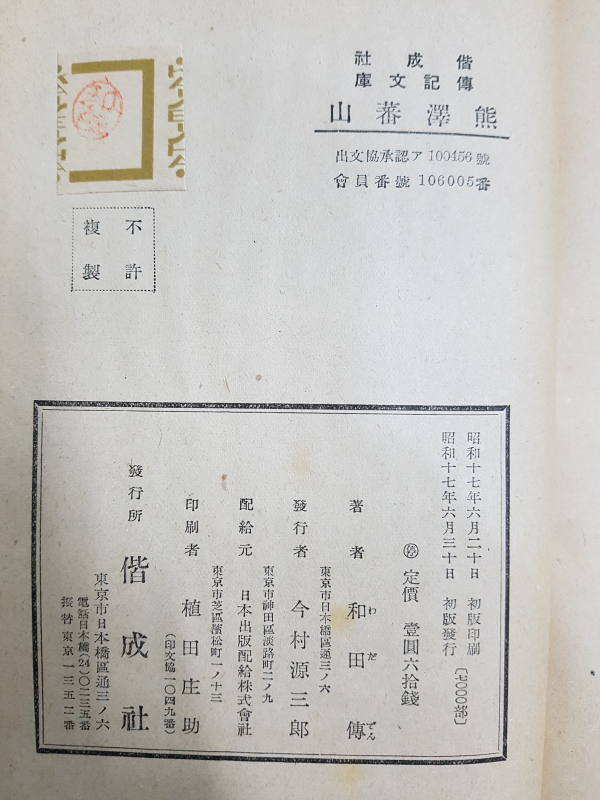 偕成社
傳記文庫
熊澤蕃山
出文協承認ア100456號
會員番號106005番
不許
複製
昭和十七年六月二十日 初版印刷
昭和十七年六月三十日 初版發行 〔七〇〇〇部〕
㊡ 定價 壹圓六拾錢
著者 和田傳
わだでん
東京市日本橋區通三ノ六
發行者 今村源三郎
東京市神田區淡路町二ノ九
配給元 日本出版配給株式會社
東京市芝區濱松町一ノ十三
印刷者 植田庄助
(印文協一〇四九番)
發行所 偕成社
東京市日本橋區通三ノ六
電話日本橋(24)〇二三五番
振替東京一三五二番